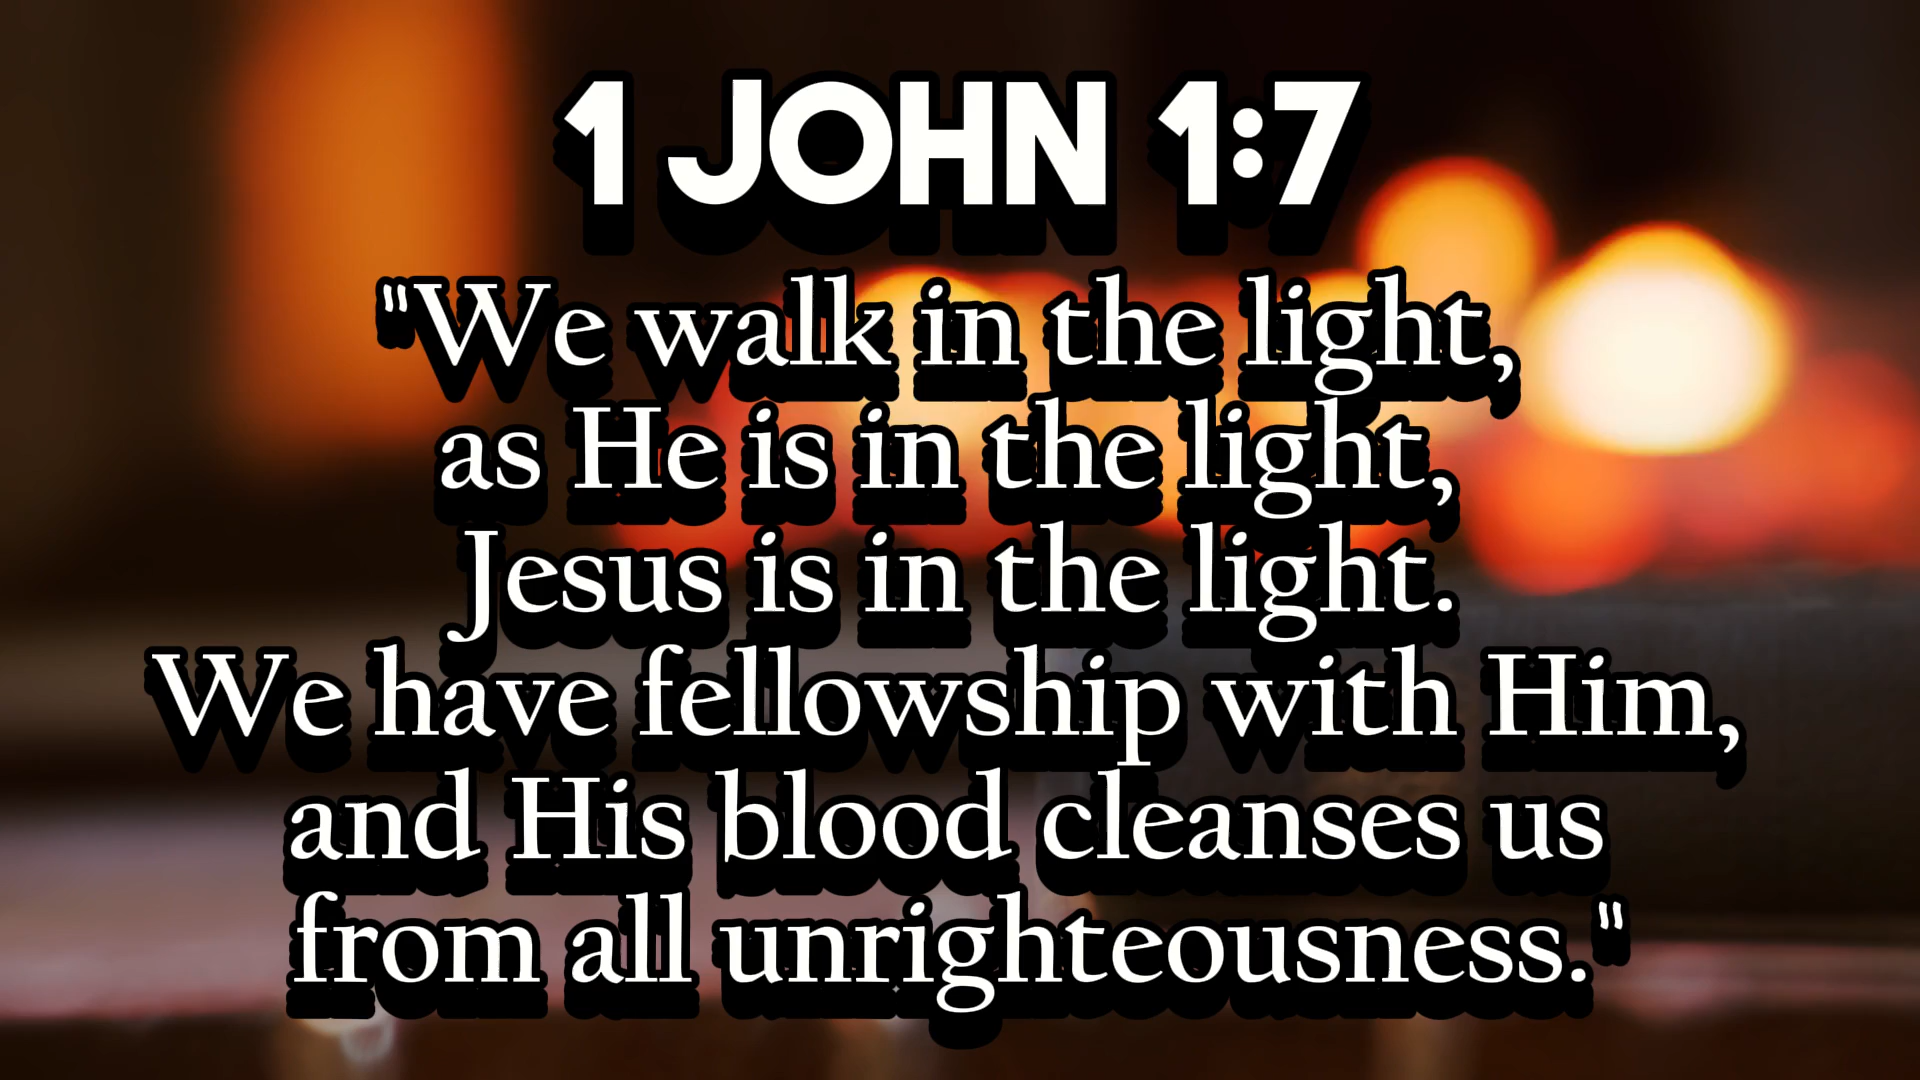 1 JOHN 1:7
"We walk in the light,
as He is in the light,
Jesus is in the light.
We have fellowship with Him,
and His blood cleanses us
from all unrighteousness."